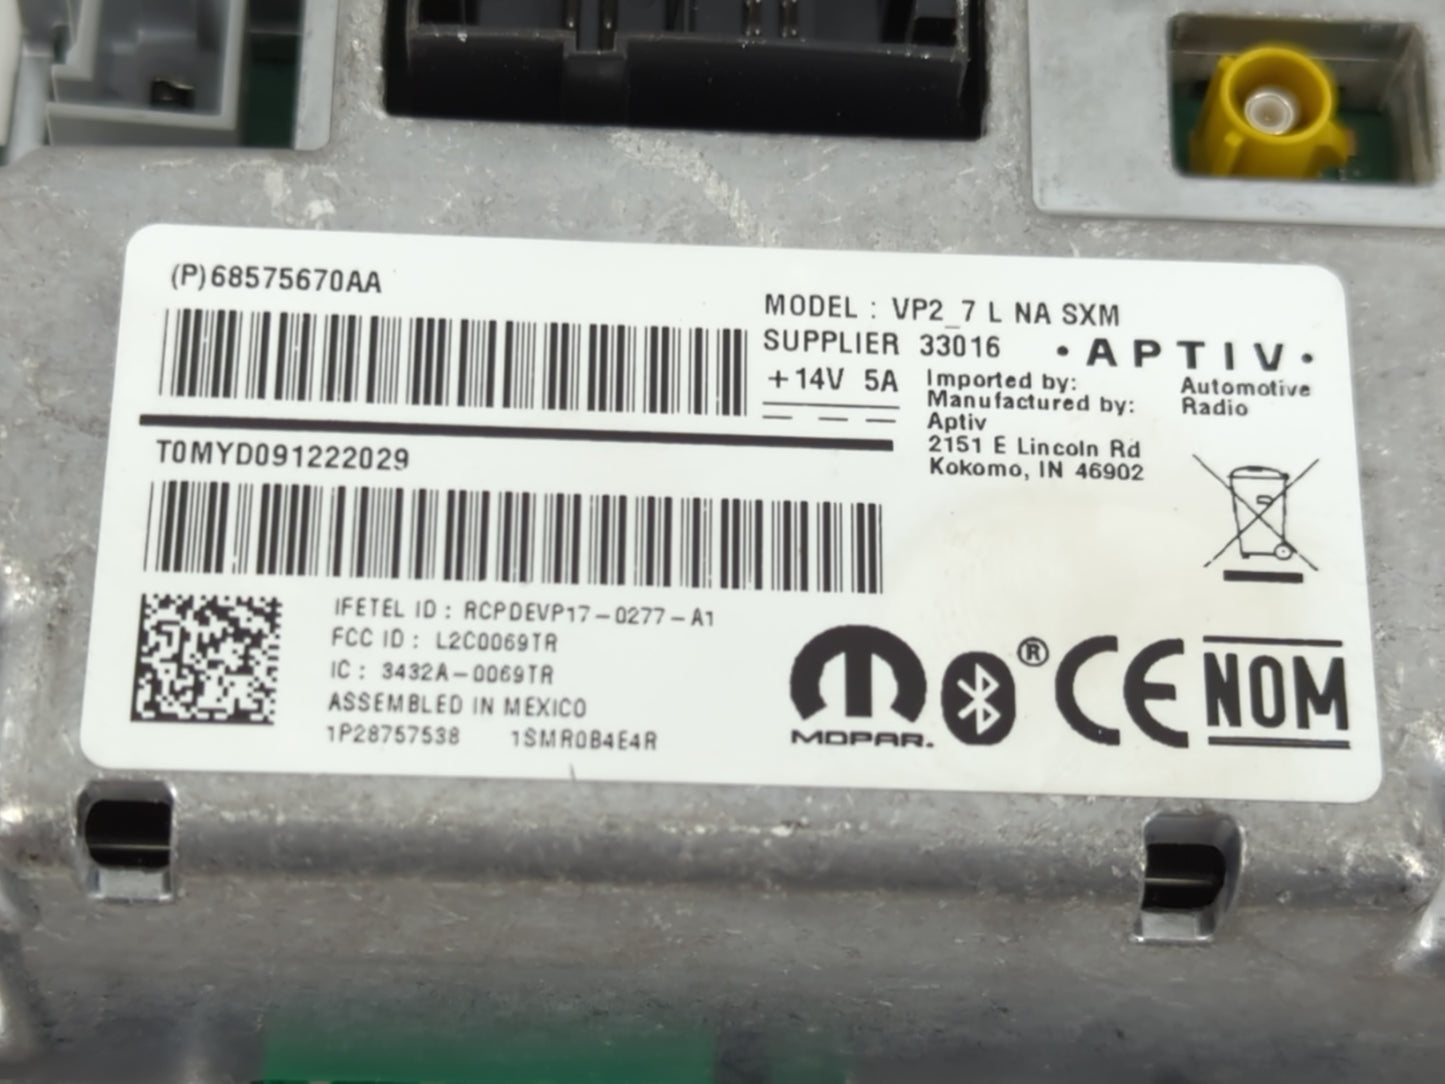 (P)68575670AA
MODEL : VP2_7 L NA SXM
SUPPLIER 33016
•APTIV•
+14V 5A
Imported by:
Manufactured by:
Aptiv
2151 E Lincoln Rd
Kokomo, IN 46902
Automotive
Radio
T0MYD091222029
IFETEL ID : RCPDEVP17-0277-A1
FCC ID : L2C0069TR
IC : 3432A-0069TR
ASSEMBLED IN MEXICO
1P28757538 1SMR0B4E4R
MOPAR.
®
CE
NOM